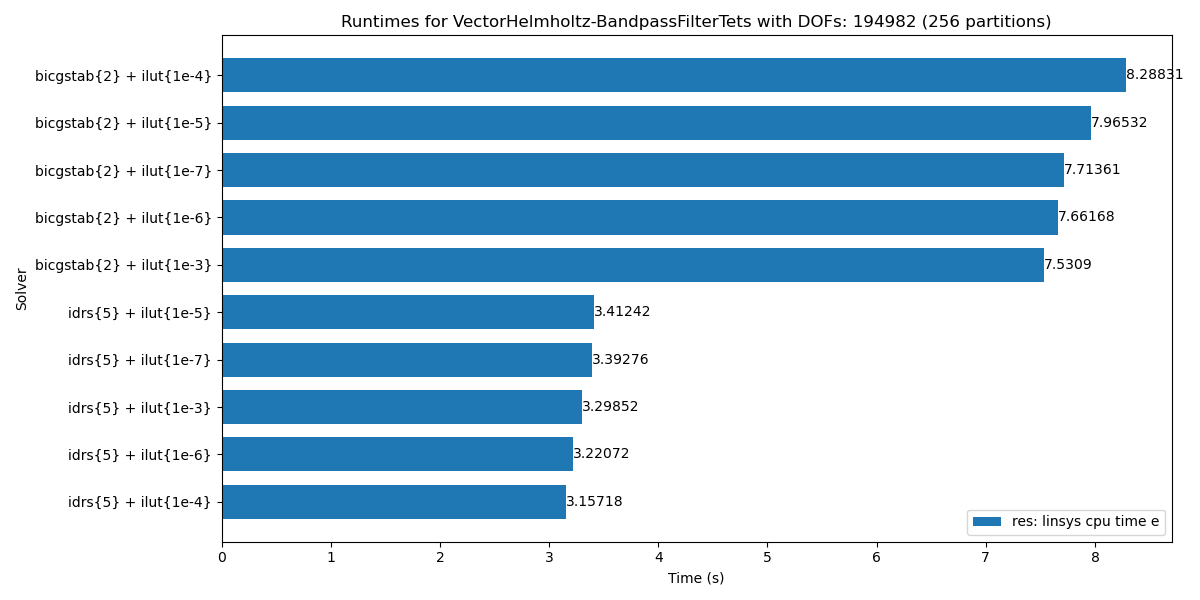 Runtimes for VectorHelmholtz-BandpassFilterTets with DOFs: 194982 (256 partitions)
Solver
bicgstab{2} + ilut{1e-4} 8.28831
bicgstab{2} + ilut{1e-5} 7.96532
bicgstab{2} + ilut{1e-7} 7.71361
bicgstab{2} + ilut{1e-6} 7.66168
bicgstab{2} + ilut{1e-3} 7.5309
idrs{5} + ilut{1e-5} 3.41242
idrs{5} + ilut{1e-7} 3.39276
idrs{5} + ilut{1e-3} 3.29852
idrs{5} + ilut{1e-6} 3.22072
idrs{5} + ilut{1e-4} 3.15718
res: linsys cpu time e
0 1 2 3 4 5 6 7 8
Time (s)